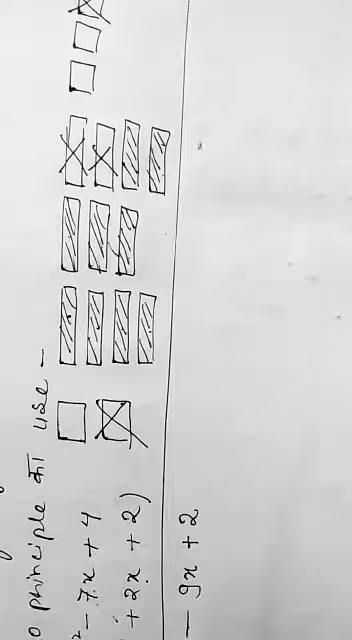 principle का use –
– 7x + 4
+ 2x + 2)
– 9x + 2